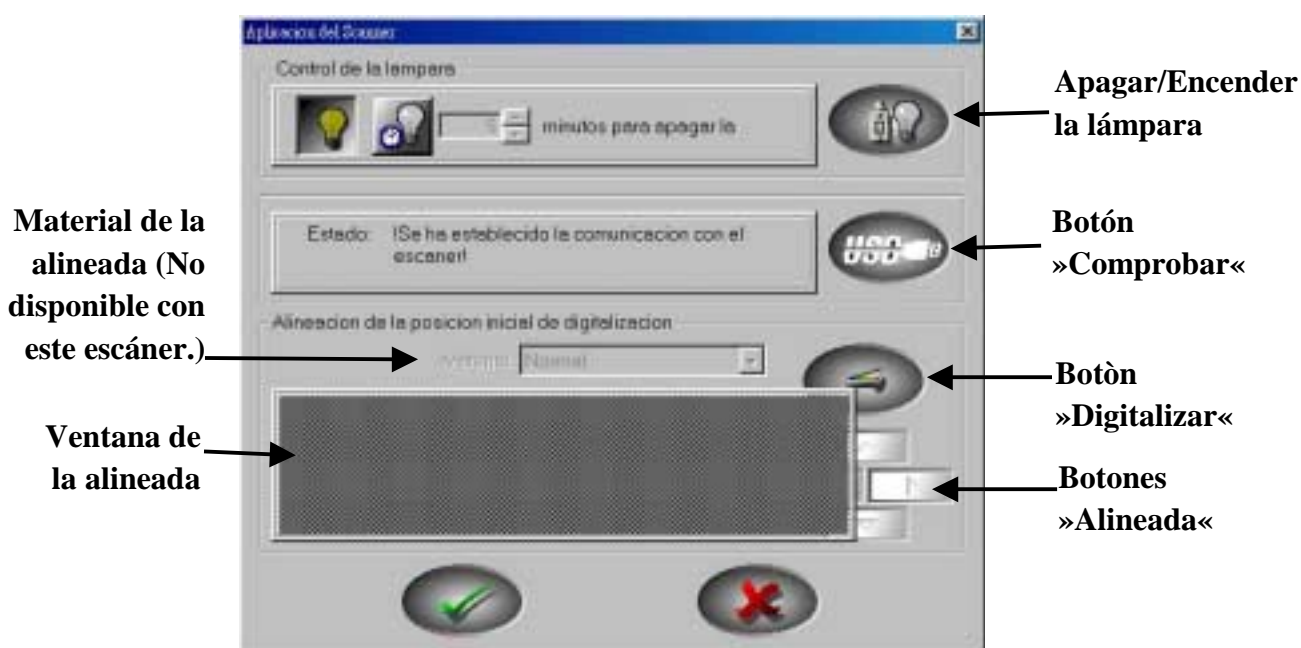 Aplicacion del Scanner
Control de la lampara
5 minutos para apagar la
Apagar/Encender
la lámpara
Estado: !Se ha establecido la comunicacion con el
escaner!
Botón
»Comprobar«
Material de la
alineada (No
disponible con
este escáner.)
Alineacion de la posicion inicial de digitalizacion
Normal
Botòn
»Digitalizar«
Ventana de
la alineada
Botones
»Alineada«